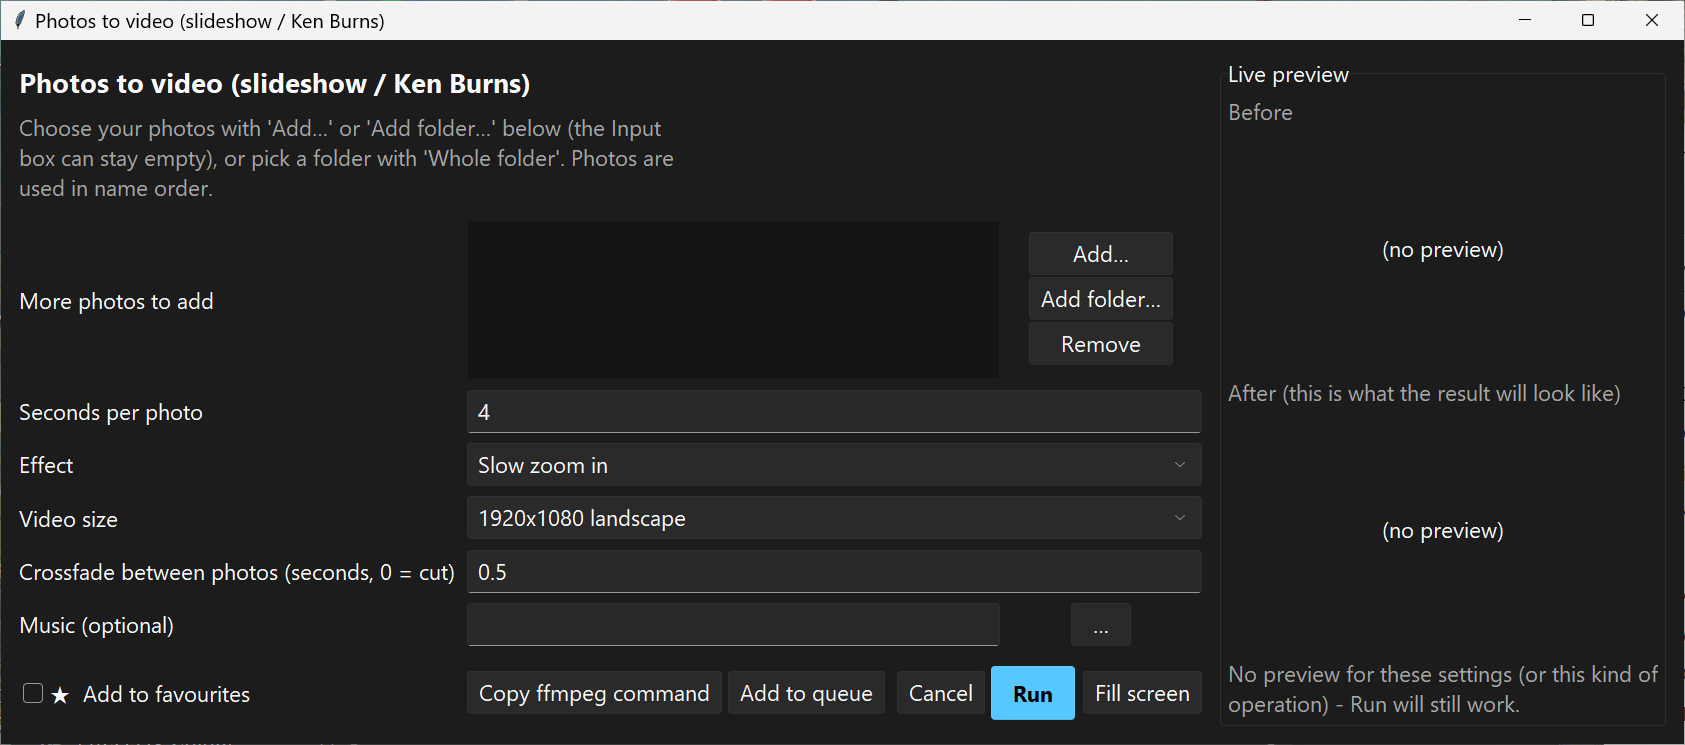 Photos to video (slideshow / Ken Burns)
Photos to video (slideshow / Ken Burns)
Choose your photos with 'Add...' or 'Add folder...' below (the Input
box can stay empty), or pick a folder with 'Whole folder'. Photos are
used in name order.
More photos to add
Add...
Add folder...
Remove
Seconds per photo
4
Effect
Slow zoom in
Video size
1920x1080 landscape
Crossfade between photos (seconds, 0 = cut)
0.5
Music (optional)
...
★ Add to favourites
Copy ffmpeg command
Add to queue
Cancel
Run
Fill screen
Live preview
Before
(no preview)
After (this is what the result will look like)
(no preview)
No preview for these settings (or this kind of
operation) - Run will still work.